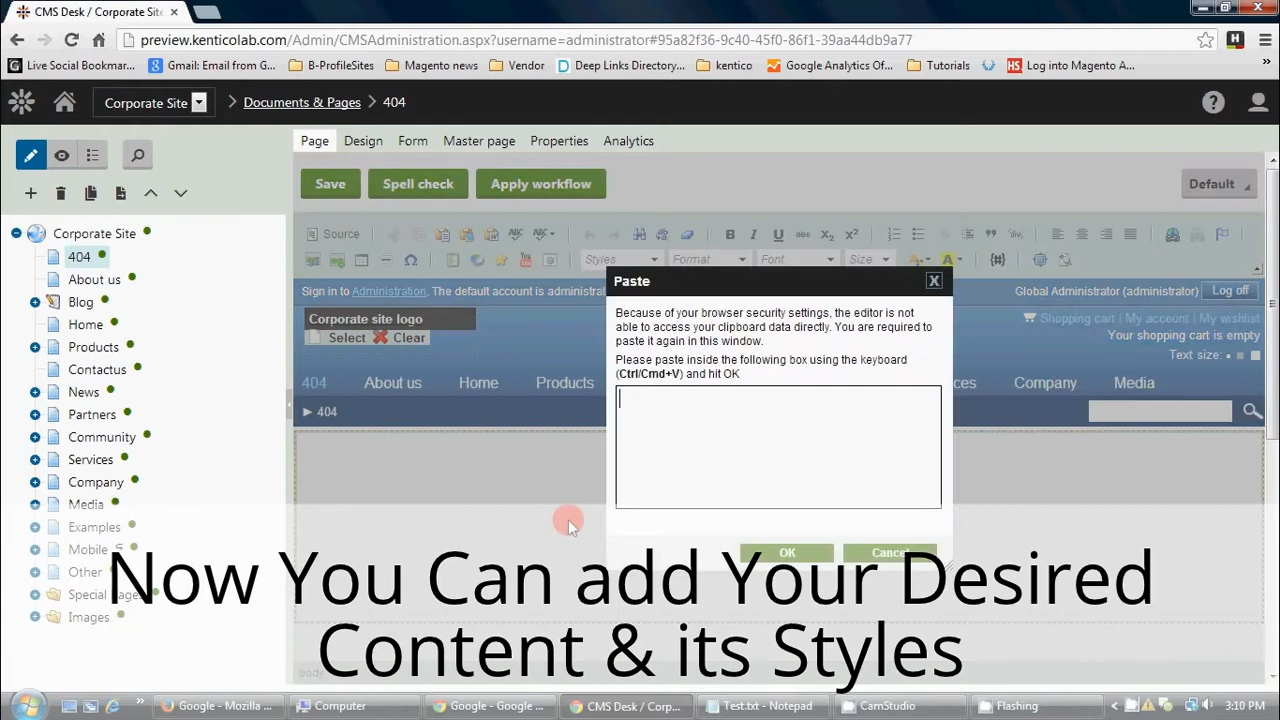 CMS Desk / Corporate Sit
preview.kenticolab.com/Admin/CMSAdministration.aspx?username=administrator#95a82f36-9c40-45f0-86f1-39aa44db9a77
Live Social Bookmar...
Gmail: Email from G...
B-ProfileSites
Magento news
Vendor
Deep Links Directory...
kentico
Google Analytics Of...
Tutorials
Log into Magento A...
Corporate Site
Documents & Pages
404
Page
Design
Form
Master page
Properties
Analytics
Save
Spell check
Apply workflow
Default
Source
Styles
Format
Font
Size
Corporate Site
404
About us
Blog
Home
Products
Contactus
News
Partners
Community
Services
Company
Media
Examples
Mobile
Other
Special Pages
Images
Sign in to Administration. The default account is administra
Global Administrator (administrator)
Log off
Corporate site logo
Select
Clear
Shopping cart | My account | My wishlist
Your shopping cart is empty
Text size:
404
About us
Home
Products
ces
Company
Media
404
Paste
Because of your browser security settings, the editor is not
able to access your clipboard data directly. You are required to
paste it again in this window.
Please paste inside the following box using the keyboard
(Ctrl/Cmd+V) and hit OK
OK
Cancel
body
Now You Can add Your Desired
Content & its Styles
Google - Mozilla ...
Computer
Google - Google ...
CMS Desk / Corp...
Test.txt - Notepad
CamStudio
Flashing
3:10 PM